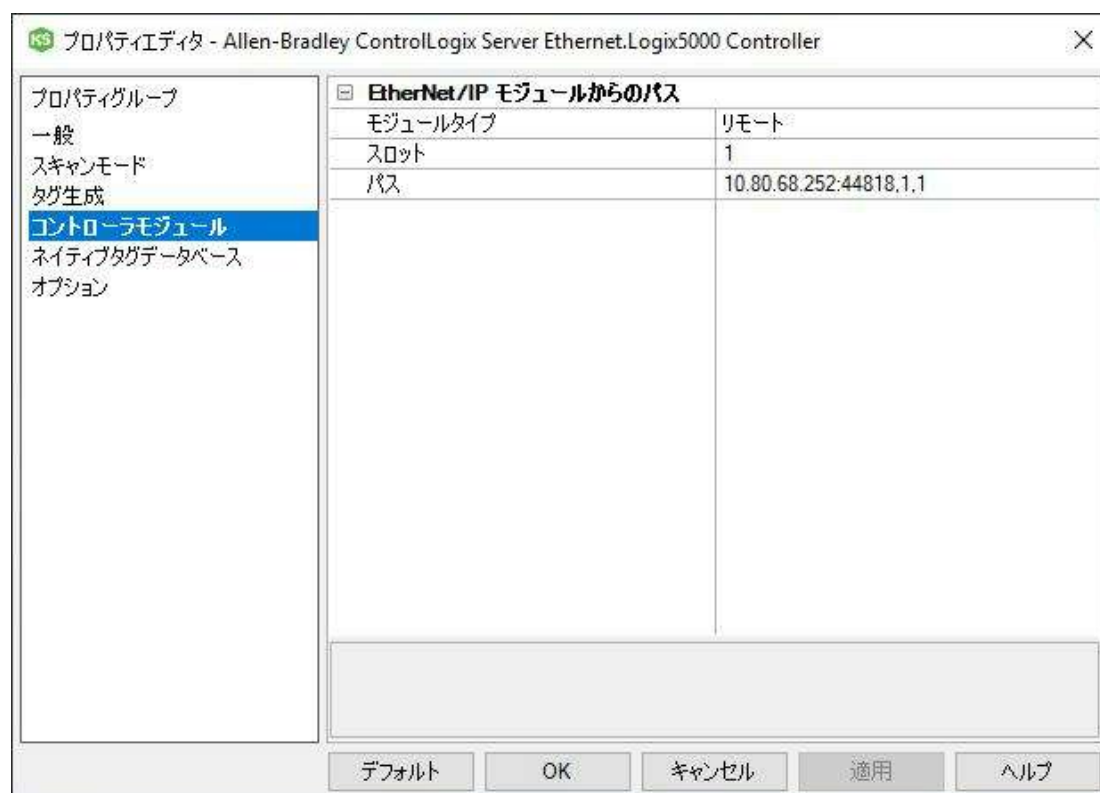 KS プロパティエディタ - Allen-Bradley ControlLogix Server Ethernet.Logix5000 Controller
プロパティグループ
一般
スキャンモード
タグ生成
コントローラモジュール
ネイティブタグデータベース
オプション
EtherNet/IP モジュールからのパス
モジュールタイプ リモート
スロット 1
パス 10.80.68.252:44818,1,1
デフォルト OK キャンセル 適用 ヘルプ